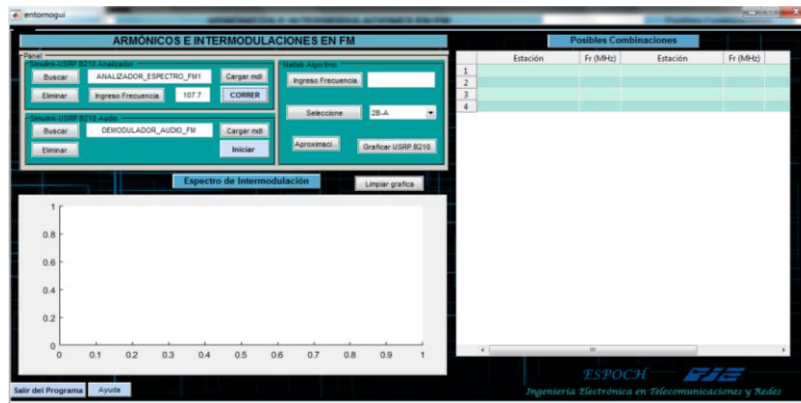 entornogui
ARMÓNICOS E INTERMODULACIONES EN FM
Panel
Simulink-USRP B210 Analizador
Buscar ANALIZADOR_ESPECTRO_FM1 Cargar mdl
Eliminar Ingreso Frecuencia 107.7 CORRER
Simulink-USRP B210 Audio
Buscar DEMODULADOR_AUDIO_FM Cargar mdl
Eliminar Iniciar
Matlab Algoritmo
Ingreso Frecuencia
Seleccione 2B-A
Aproximaci... Graficar USRP B210
Espectro de Intermodulación Limpiar grafica
1
0.8
0.6
0.4
0.2
0
0 0.1 0.2 0.3 0.4 0.5 0.6 0.7 0.8 0.9 1
Salir del Programa Ayuda
Posibles Combinaciones
Estación Fr (MHz) Estación Fr (MHz)
1
2
3
4
ESPOCH
Ingeniería Electrónica en Telecomunicaciones y Redes